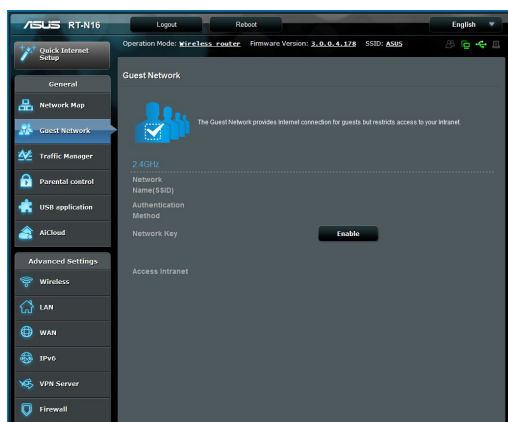 ASUS RT-N16
Logout
Reboot
English
Quick Internet
Setup
Operation Mode: Wireless router Firmware Version: 3.0.0.4.178 SSID: ASUS
General
Network Map
Guest Network
Traffic Manager
Parental control
USB application
AiCloud
Advanced Settings
Wireless
LAN
WAN
IPv6
VPN Server
Firewall
Guest Network
The Guest Network provides Internet connection for guests but restricts access to your Intranet.
2.4GHz
Network
Name(SSID)
Authentication
Method
Network Key
Enable
Access Intranet